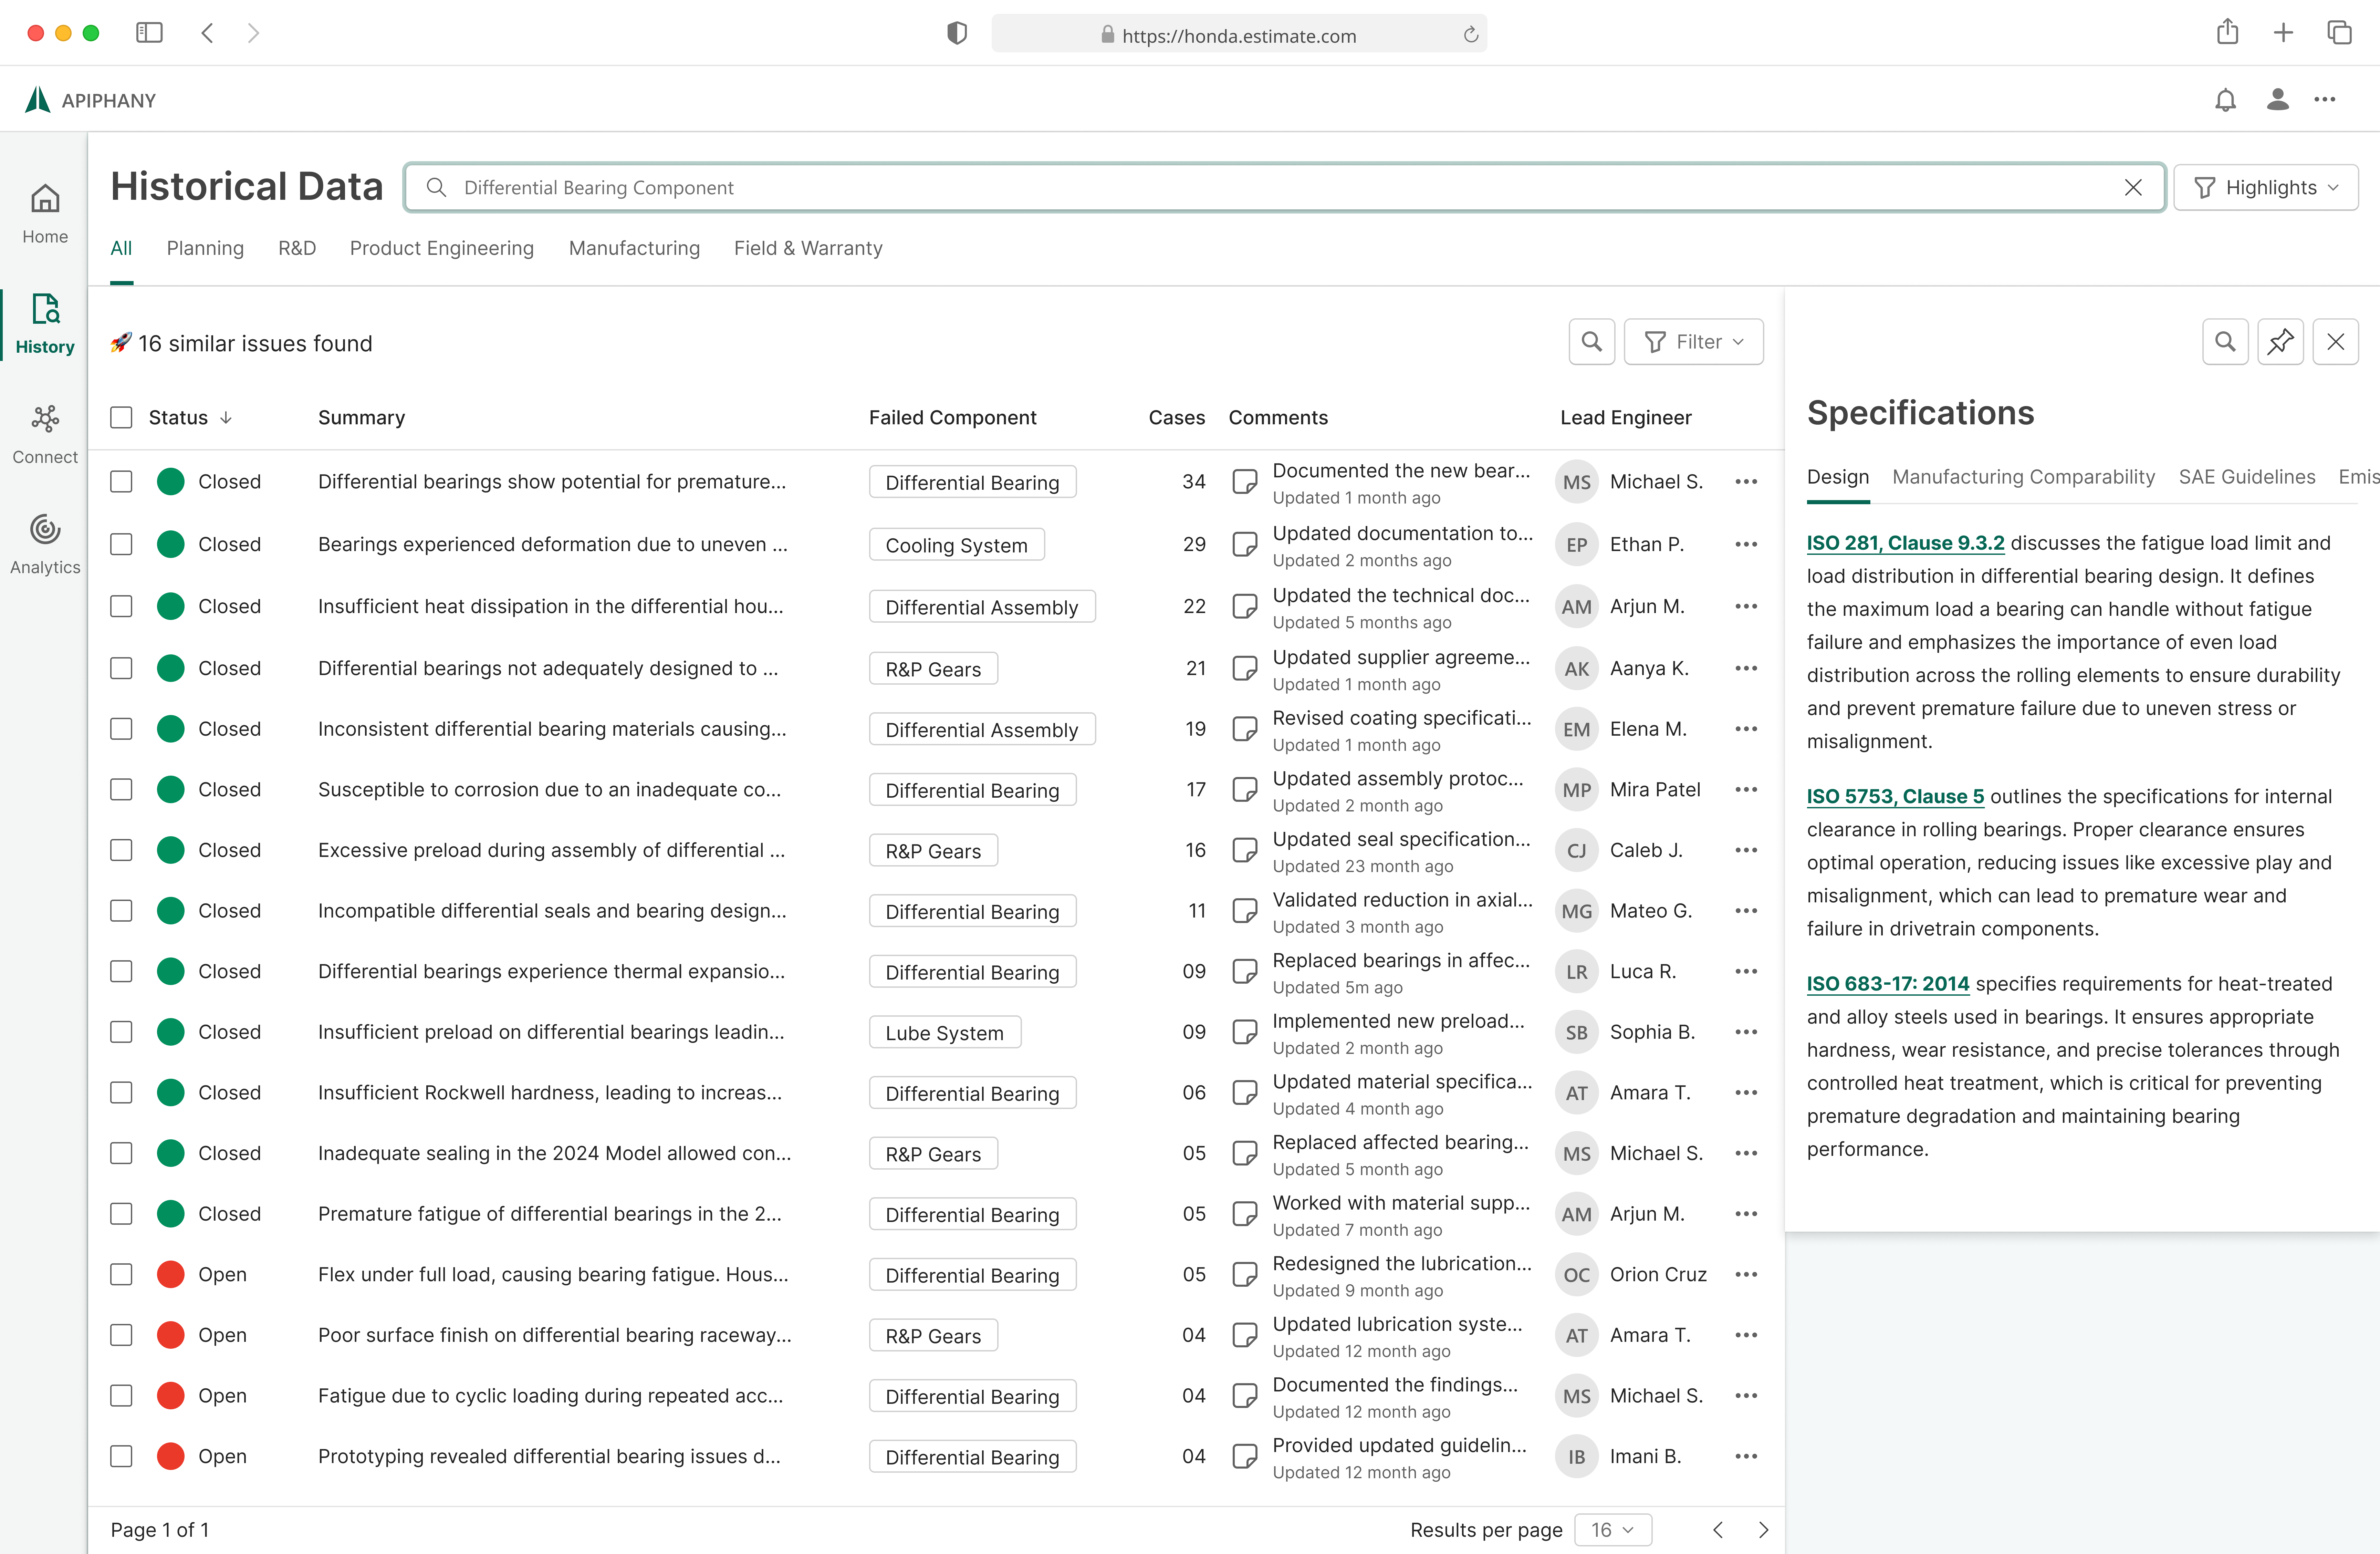 https://honda.estimate.com
APIPHANY
Home
History
Connect
Analytics
Historical Data
Differential Bearing Component
Highlights
All Planning R&D Product Engineering Manufacturing Field & Warranty
🚀 16 similar issues found
Filter
Status Summary Failed Component Cases Comments Lead Engineer
Closed Differential bearings show potential for premature... Differential Bearing 34 Documented the new bear... MS Michael S.
Updated 1 month ago
Closed Bearings experienced deformation due to uneven ... Cooling System 29 Updated documentation to... EP Ethan P.
Updated 2 months ago
Closed Insufficient heat dissipation in the differential hou... Differential Assembly 22 Updated the technical doc... AM Arjun M.
Updated 5 months ago
Closed Differential bearings not adequately designed to ... R&P Gears 21 Updated supplier agreeme... AK Aanya K.
Updated 1 month ago
Closed Inconsistent differential bearing materials causing... Differential Assembly 19 Revised coating specificati... EM Elena M.
Updated 1 month ago
Closed Susceptible to corrosion due to an inadequate co... Differential Bearing 17 Updated assembly protoc... MP Mira Patel
Updated 2 month ago
Closed Excessive preload during assembly of differential ... R&P Gears 16 Updated seal specification... CJ Caleb J.
Updated 23 month ago
Closed Incompatible differential seals and bearing design... Differential Bearing 11 Validated reduction in axial... MG Mateo G.
Updated 3 month ago
Closed Differential bearings experience thermal expansio... Differential Bearing 09 Replaced bearings in affec... LR Luca R.
Updated 5m ago
Closed Insufficient preload on differential bearings leadin... Lube System 09 Implemented new preload... SB Sophia B.
Updated 2 month ago
Closed Insufficient Rockwell hardness, leading to increas... Differential Bearing 06 Updated material specifica... AT Amara T.
Updated 4 month ago
Closed Inadequate sealing in the 2024 Model allowed con... R&P Gears 05 Replaced affected bearing... MS Michael S.
Updated 5 month ago
Closed Premature fatigue of differential bearings in the 2... Differential Bearing 05 Worked with material supp... AM Arjun M.
Updated 7 month ago
Open Flex under full load, causing bearing fatigue. Hous... Differential Bearing 05 Redesigned the lubrication... OC Orion Cruz
Updated 9 month ago
Open Poor surface finish on differential bearing raceway... R&P Gears 04 Updated lubrication syste... AT Amara T.
Updated 12 month ago
Open Fatigue due to cyclic loading during repeated acc... Differential Bearing 04 Documented the findings... MS Michael S.
Updated 12 month ago
Open Prototyping revealed differential bearing issues d... Differential Bearing 04 Provided updated guidelin... IB Imani B.
Updated 12 month ago
Page 1 of 1
Results per page 16
Specifications
Design Manufacturing Comparability SAE Guidelines Emis
ISO 281, Clause 9.3.2 discusses the fatigue load limit and
load distribution in differential bearing design. It defines
the maximum load a bearing can handle without fatigue
failure and emphasizes the importance of even load
distribution across the rolling elements to ensure durability
and prevent premature failure due to uneven stress or
misalignment.
ISO 5753, Clause 5 outlines the specifications for internal
clearance in rolling bearings. Proper clearance ensures
optimal operation, reducing issues like excessive play and
misalignment, which can lead to premature wear and
failure in drivetrain components.
ISO 683-17: 2014 specifies requirements for heat-treated
and alloy steels used in bearings. It ensures appropriate
hardness, wear resistance, and precise tolerances through
controlled heat treatment, which is critical for preventing
premature degradation and maintaining bearing
performance.